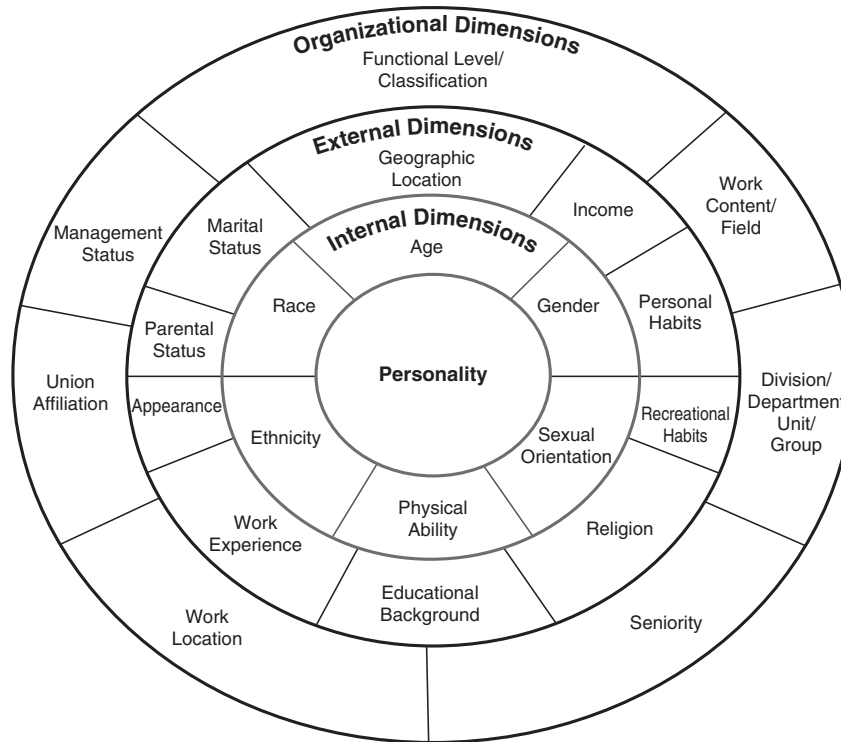 Organizational Dimensions
Functional Level/
Classification
External Dimensions
Geographic
Location
Internal Dimensions
Age
Personality
Income
Work
Content/
Field
Marital
Status
Management
Status
Race
Gender
Personal
Habits
Parental
Status
Union
Affiliation
Appearance
Ethnicity
Sexual
Orientation
Recreational
Habits
Division/
Department
Unit/
Group
Physical
Ability
Work
Experience
Religion
Educational
Background
Work
Location
Seniority